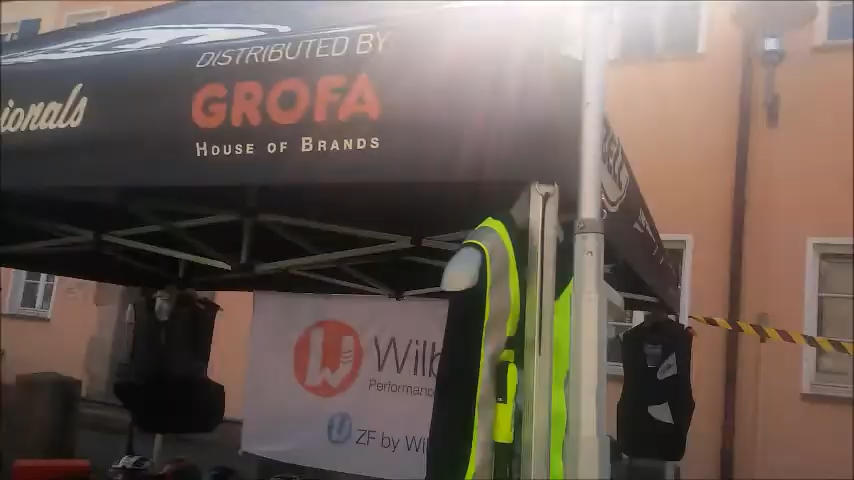 DISTRIBUTED BY
GROFA
HOUSE OF BRANDS
ionals
Wilb
Performanc
ZF by Wil